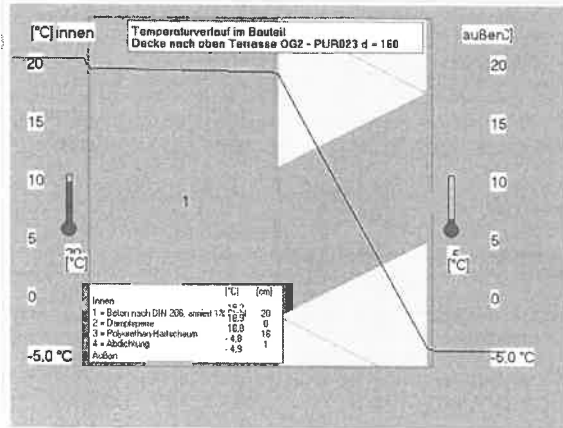 Temperaturverlauf im Bauteil
Decke nach oben Terrasse OG2 - PUR023 d = 160
[°C] innen
außen
20
15
10
5
0
-5,0 °C
20
15
10
5
0
-5,0 °C
1
[°C]
[°C]
[°C] [cm]
Innen
1 = Beton nach DIN 206, armiert 1% 20
2 = Dampfsperre 0
3 = Polyurethan-Hartschaum 16
- 4,8
4 = Abdichtung 1
- 4,9
Außen